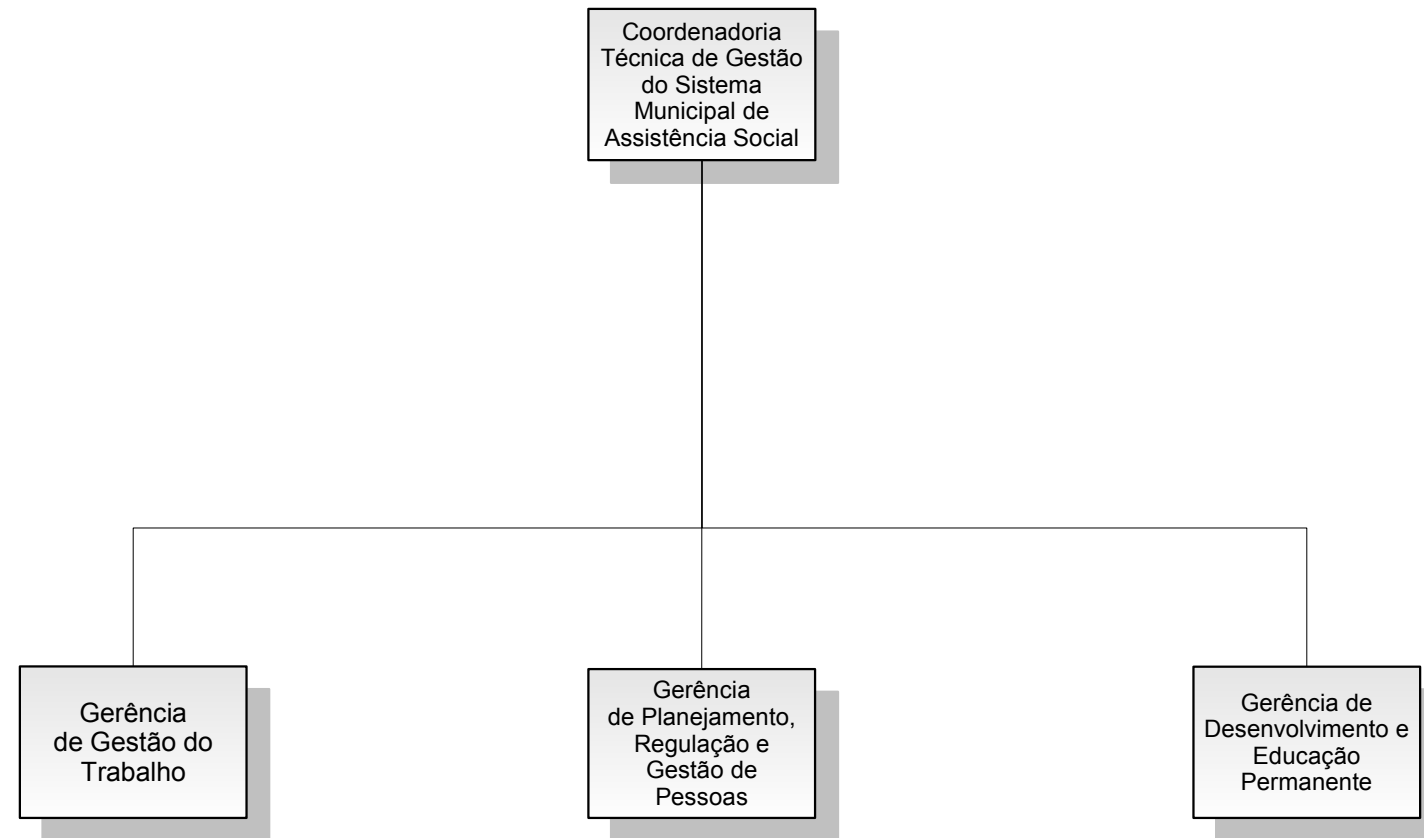 Coordenadoria
Técnica de Gestão
do Sistema
Municipal de
Assistência Social
Gerência
de Gestão do
Trabalho
Gerência
de Planejamento,
Regulação e
Gestão de
Pessoas
Gerência de
Desenvolvimento e
Educação
Permanente